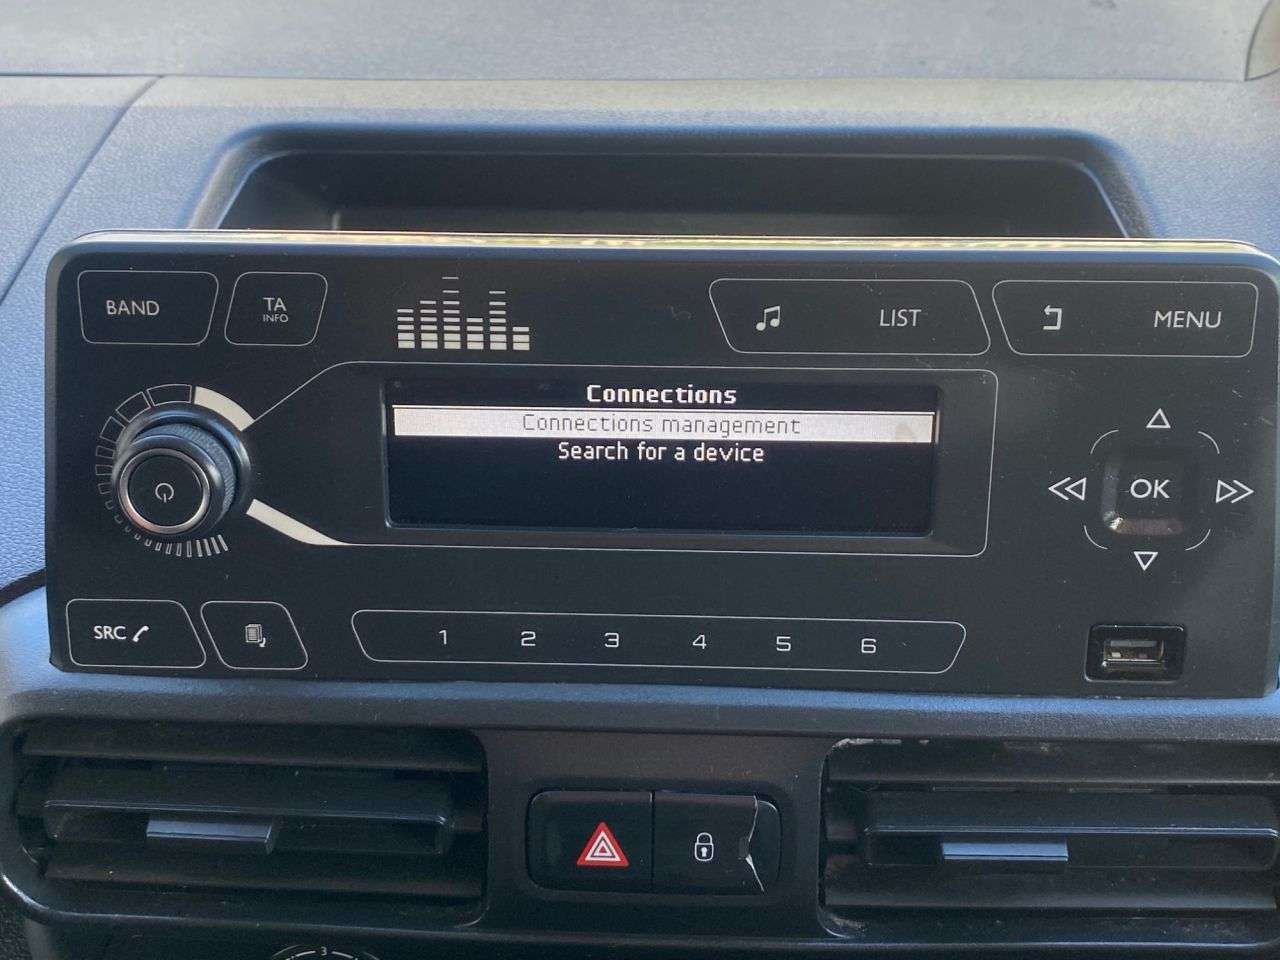 BAND
TA
INFO
LIST
MENU
Connections
Connections management
Search for a device
OK
SRC
1 2 3 4 5 6
3